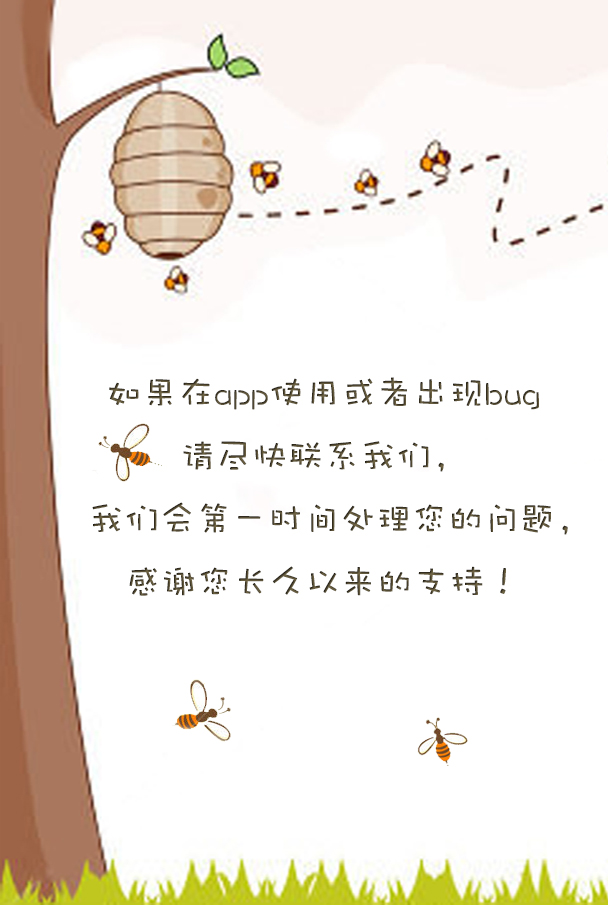 如果在app使用或者出现bug
请尽快联系我们，
我们会第一时间处理您的问题，
感谢您长久以来的支持！